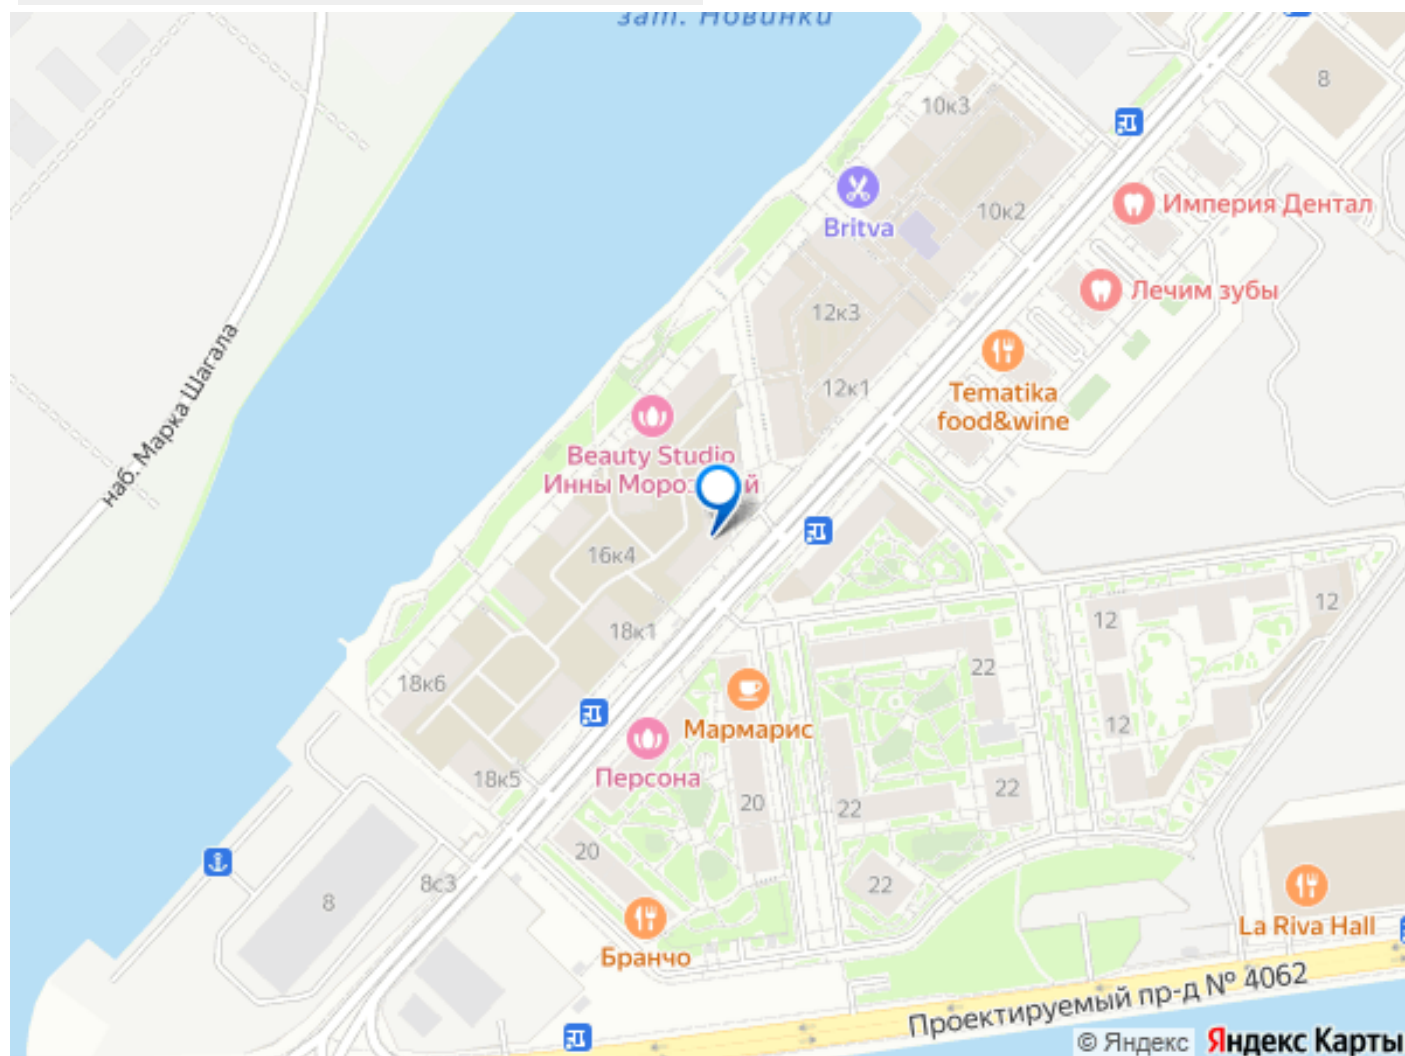 зат. Новинки
8
10к3
Империя Дентал
10к2
Britva
Лечим зубы
12к3
наб. Марка Шагала
12к1
Tematika
food&wine
Beauty Studio
Инны Мороз й
16к4
12
12
18к1
22
18к6
12
Мармарис
Персона
18к5
22
20
22
20
22
8с3
8
La Riva Hall
Бранчо
Проектируемый пр-д № 4062
© Яндекс Яндекс Карты